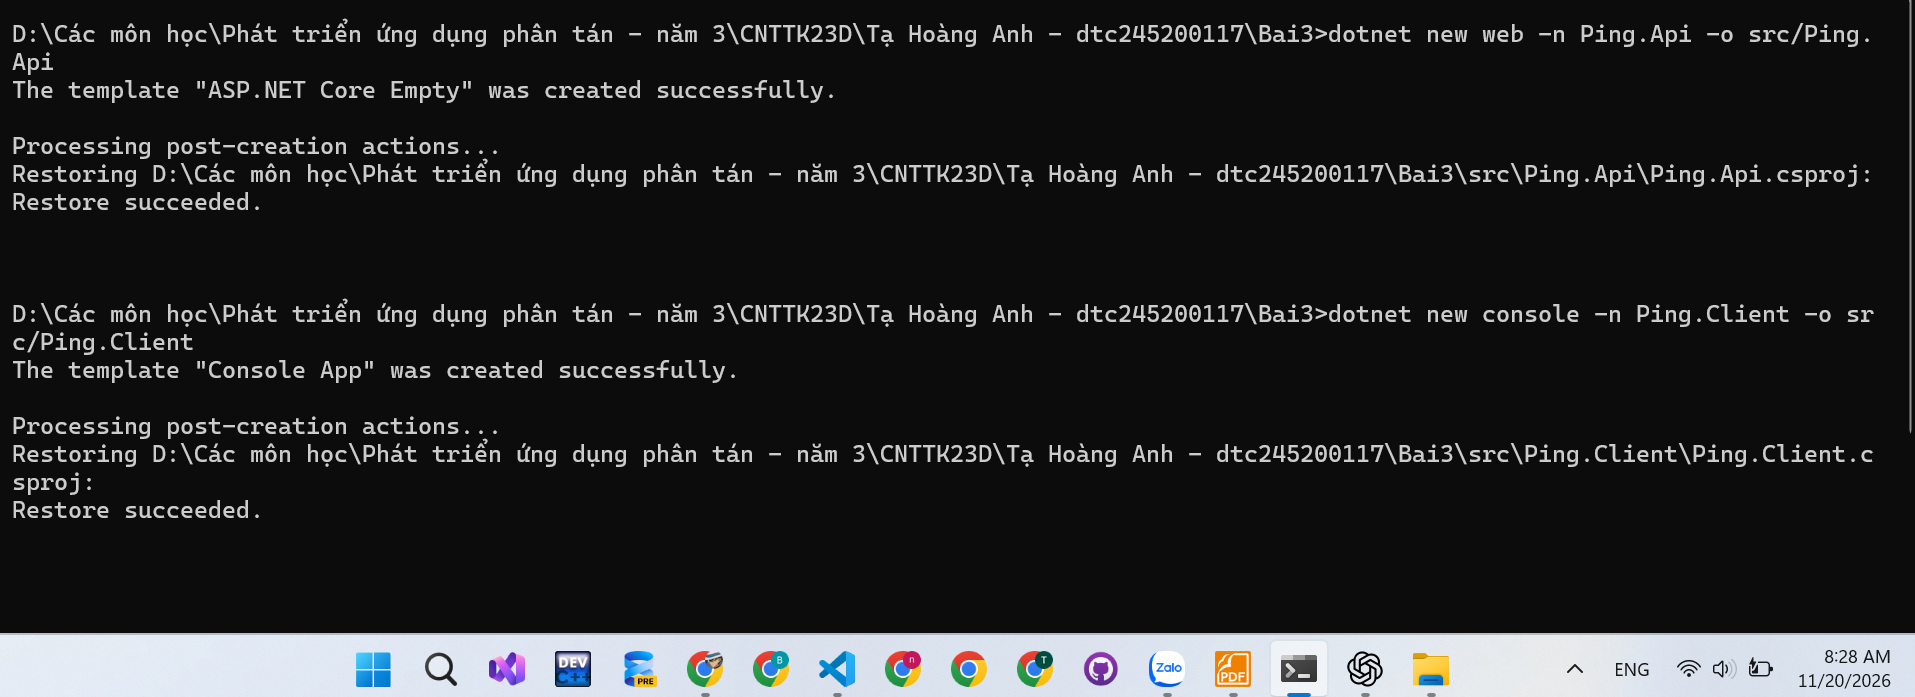 D:\Các môn học\Phát triển ứng dụng phân tán - năm 3\CNTTK23D\Tạ Hoàng Anh - dtc245200117\Bai3>dotnet new web -n Ping.Api -o src/Ping.
Api
The template "ASP.NET Core Empty" was created successfully.
Processing post-creation actions...
Restoring D:\Các môn học\Phát triển ứng dụng phân tán - năm 3\CNTTK23D\Tạ Hoàng Anh - dtc245200117\Bai3\src\Ping.Api\Ping.Api.csproj:
Restore succeeded.
D:\Các môn học\Phát triển ứng dụng phân tán - năm 3\CNTTK23D\Tạ Hoàng Anh - dtc245200117\Bai3>dotnet new console -n Ping.Client -o sr
c/Ping.Client
The template "Console App" was created successfully.
Processing post-creation actions...
Restoring D:\Các môn học\Phát triển ứng dụng phân tán - năm 3\CNTTK23D\Tạ Hoàng Anh - dtc245200117\Bai3\src\Ping.Client\Ping.Client.c
sproj:
Restore succeeded.
DEV
C++
PRE
B
n
T
Zalo
PDF
ENG
8:28 AM
11/20/2026